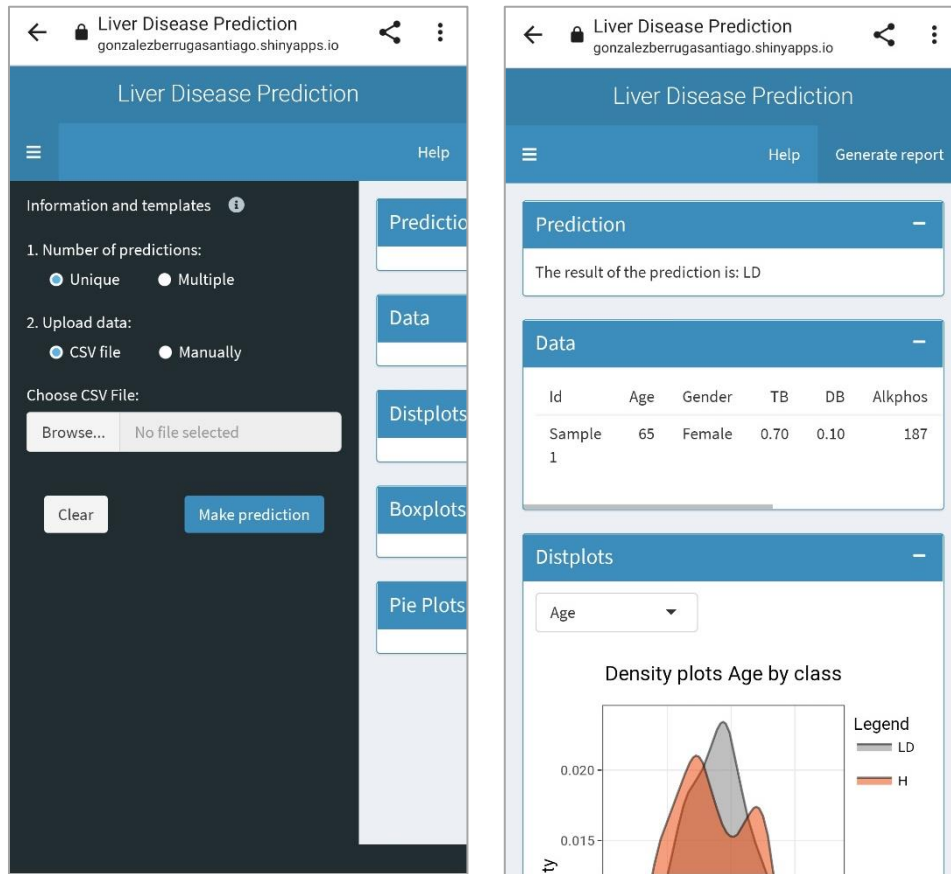 Liver Disease Prediction
gonzalezberrugasantiago.shinyapps.io
Liver Disease Prediction
Help
Information and templates
1. Number of predictions:
Unique Multiple
2. Upload data:
CSV file Manually
Choose CSV File:
Browse... No file selected
Clear Make prediction
Predictio
Data
Distplots
Boxplots
Pie Plots
Liver Disease Prediction
gonzalezberrugasantiago.shinyapps.io
Liver Disease Prediction
Help Generate report
Prediction
The result of the prediction is: LD
Data
Id Age Gender TB DB Alkphos
Sample 65 Female 0.70 0.10 187
1
Distplots
Age
Density plots Age by class
Legend
LD
H
0.020
0.015
ty